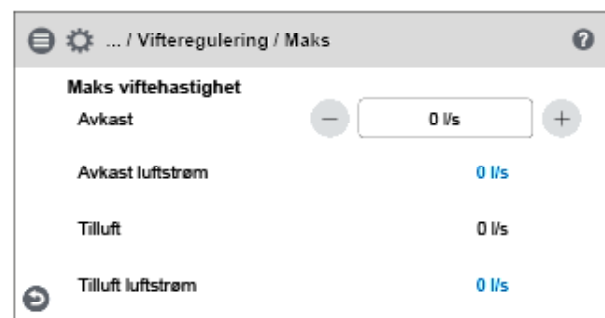 ... / Vifteregulering / Maks ?
Maks viftehastighet
Avkast − 0 l/s +
Avkast luftstrøm 0 l/s
Tilluft 0 l/s
Tilluft luftstrøm 0 l/s